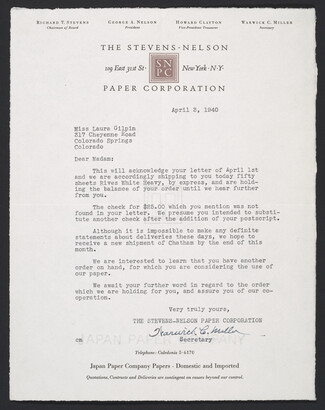 RICHARD T. STEVENS GEORGE A. NELSON HOWARD CLAYTON WARWICK C. MILLER
Chairman of Board President Vice-President Treasurer Secretary
THE STEVENS·NELSON
109 East 31st St· SN PC New York·N·Y·
PAPER CORPORATION
April 3, 1940
Miss Laura Gilpin
317 Cheyenne Road
Colorado Springs
Colorado
Dear Madam:
This will acknowledge your letter of April 1st
and we are accordingly shipping to you today fifty
sheets Rives White Heavy, by express, and are hold-
ing the balance of your order until we hear further
from you.
The check for $25.00 which you mention was not
found in your letter. We presume you intended to substi-
tute another check after the addition of your postscript.
Although it is impossible to make any definite
statements about deliveries these days, we hope to
receive a new shipment of Chatham by the end of this
month.
We are interested to learn that you have another
order on hand, for which you are considering the use of
our paper.
We await your further word in regard to the order
which we are holding for you, and assure you of our co-
operation.
Very truly yours,
THE STEVENS-NELSON PAPER CORPORATION
Warwick C. Miller
Secretary
JAPAN PAPER COMPANY
Telephone: Caledonia 5-4172
Japan Paper Company Papers · Domestic and Imported
Quotations, Contracts and Deliveries are contingent on causes beyond our control.